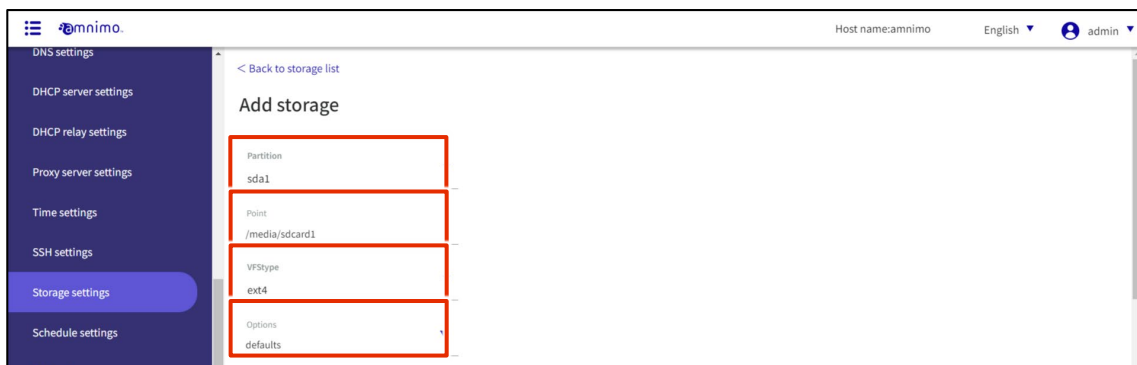 amnimo.
Host name:amnimo
English
admin
DNS settings
DHCP server settings
DHCP relay settings
Proxy server settings
Time settings
SSH settings
Storage settings
Schedule settings
< Back to storage list
Add storage
Partition
sda1
Point
/media/sdcard1
VFStype
ext4
Options
defaults